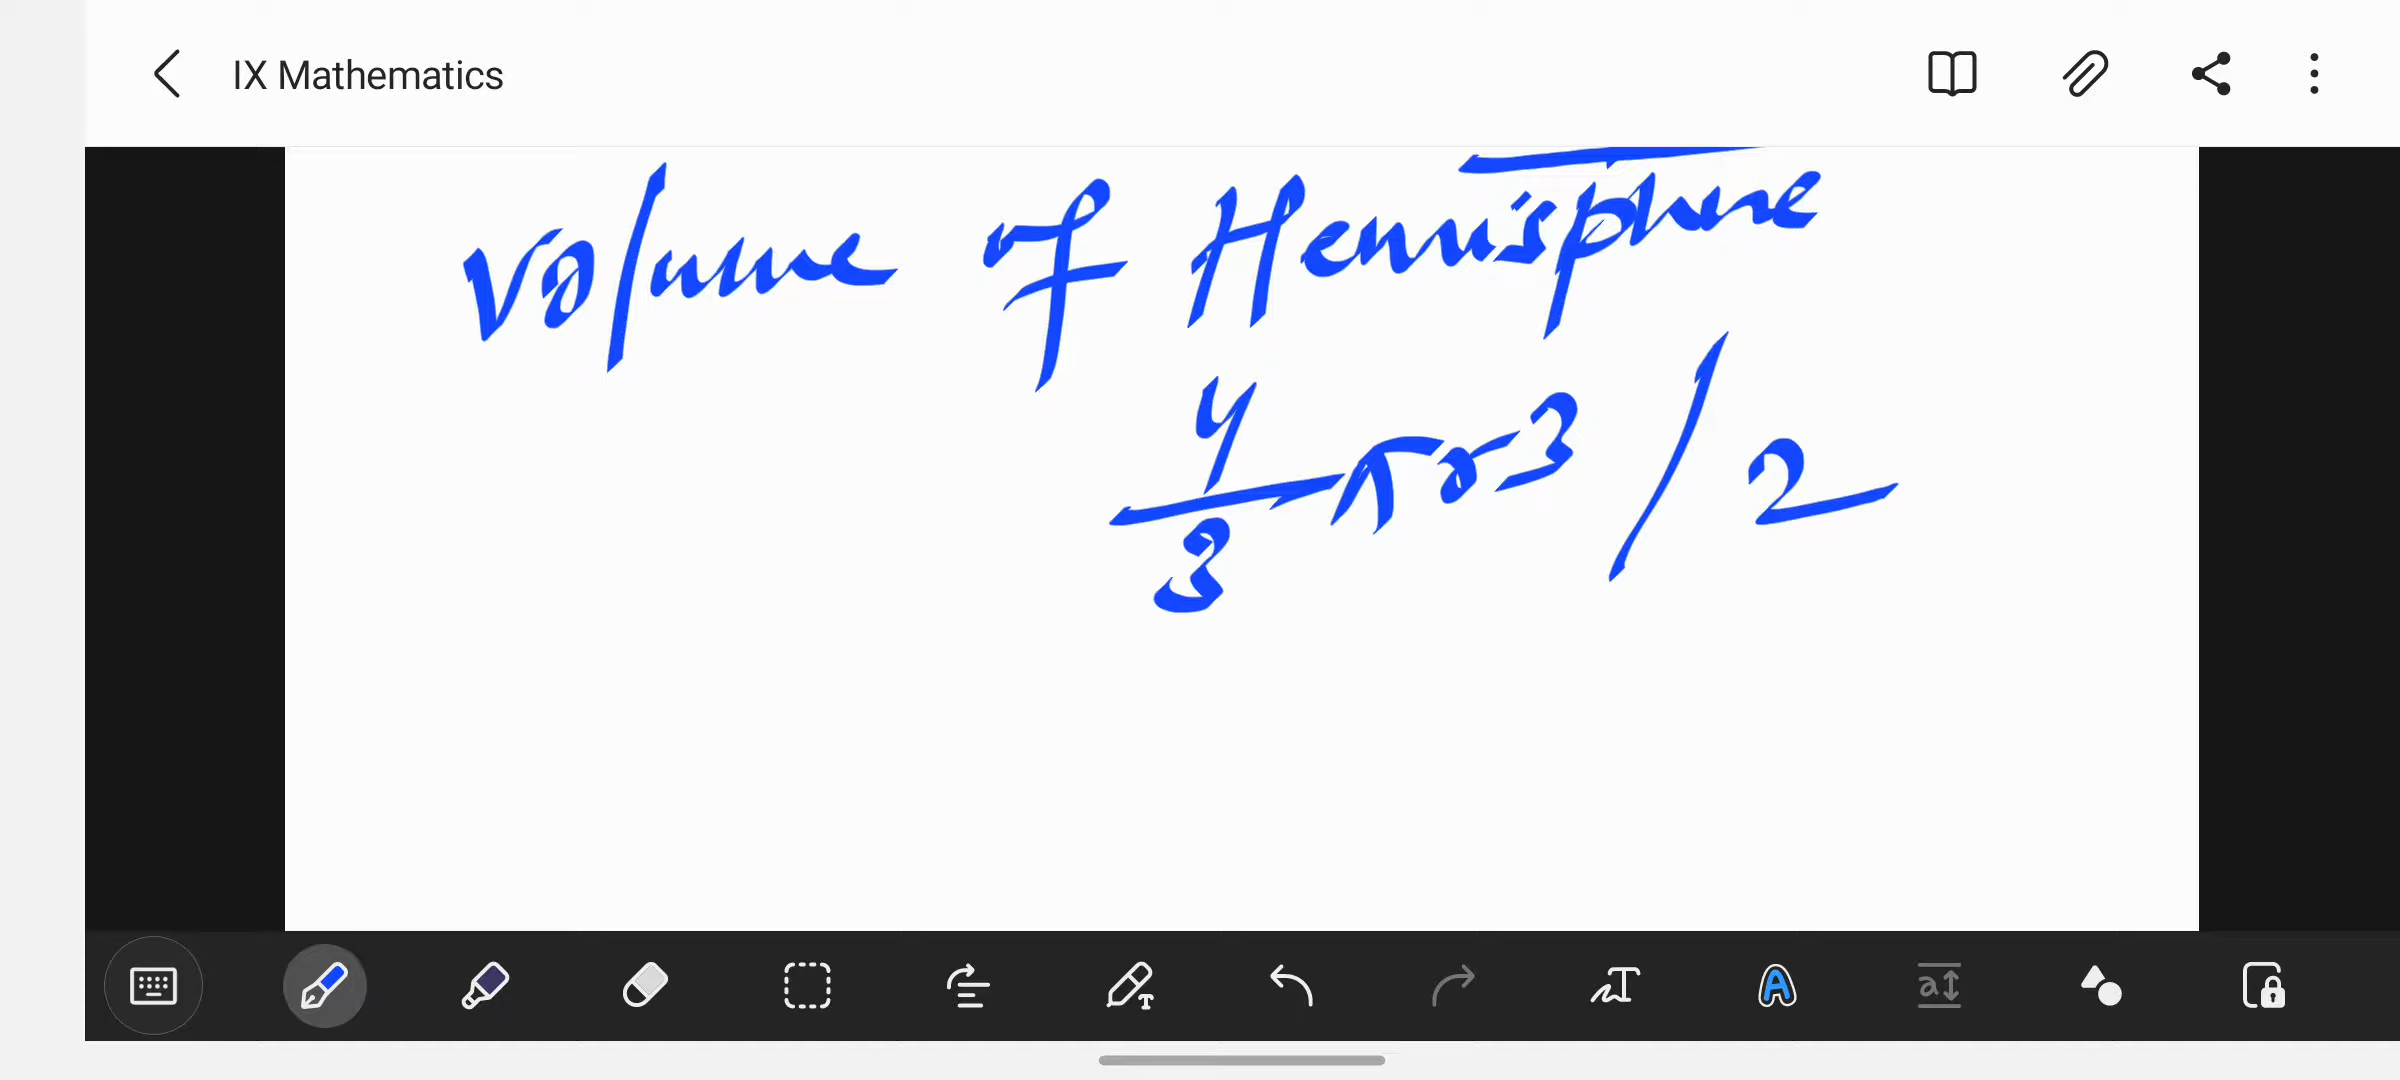 IX Mathematics
Volume of Hemisphere
4/3 πr³ / 2